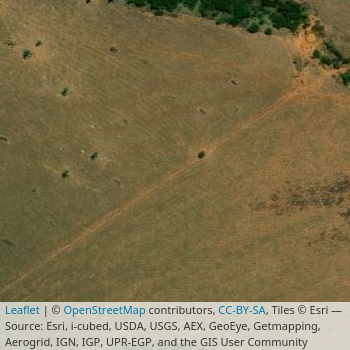 Leaflet | © OpenStreetMap contributors, CC-BY-SA, Tiles © Esri —
Source: Esri, i-cubed, USDA, USGS, AEX, GeoEye, Getmapping,
Aerogrid, IGN, IGP, UPR-EGP, and the GIS User Community